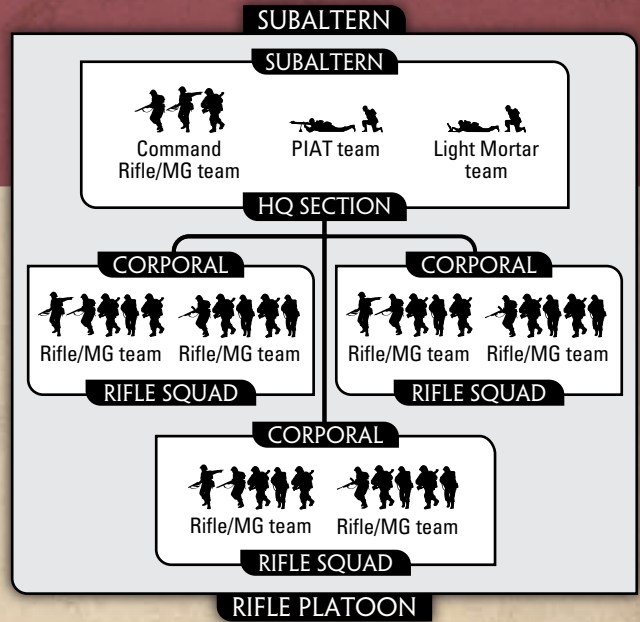 SUBALTERN
SUBALTERN
Command
Rifle/MG team
PIAT team
Light Mortar
team
HQ SECTION
CORPORAL
Rifle/MG team
Rifle/MG team
RIFLE SQUAD
CORPORAL
Rifle/MG team
Rifle/MG team
RIFLE SQUAD
CORPORAL
Rifle/MG team
Rifle/MG team
RIFLE SQUAD
RIFLE PLATOON